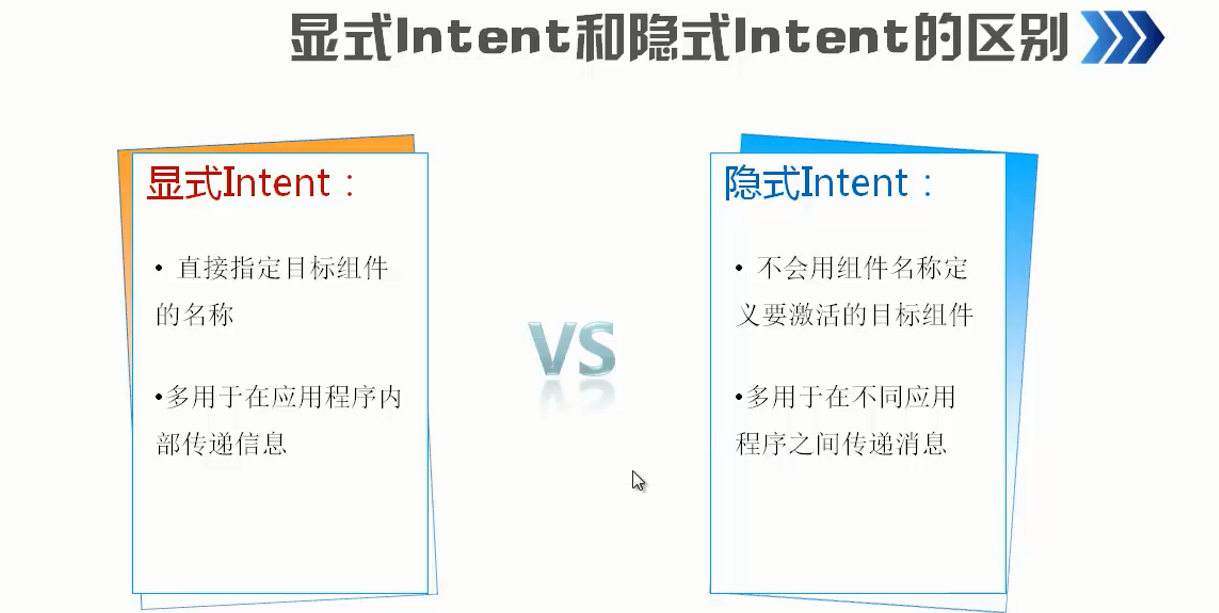 显式Intent和隐式Intent的区别
显式Intent：
• 直接指定目标组件
的名称
•多用于在应用程序内
部传递信息
VS
隐式Intent：
• 不会用组件名称定
义要激活的目标组件
•多用于在不同应用
程序之间传递消息